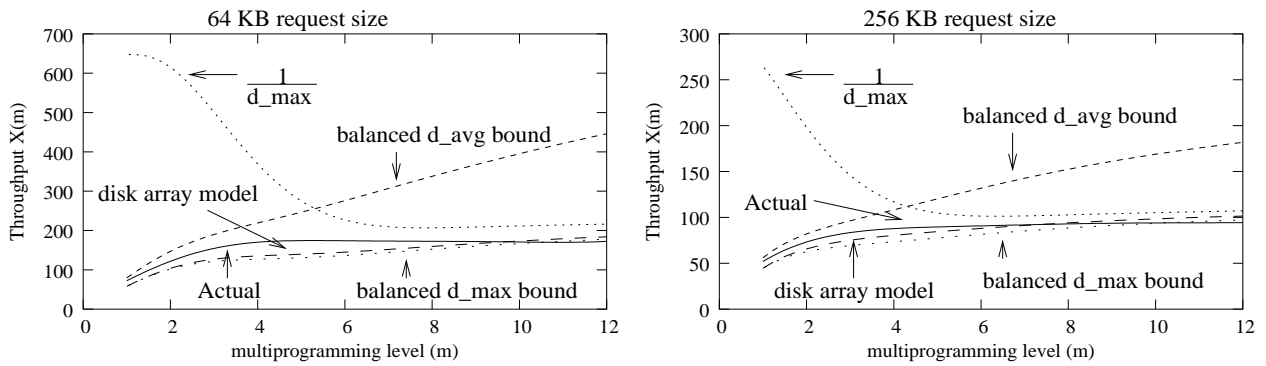 64 KB request size
Throughput X(m)
700
600
500
400
300
200
100
0
1
d_max
balanced d_avg bound
disk array model
Actual
balanced d_max bound
0 2 4 6 8 10 12
multiprogramming level (m)
256 KB request size
Throughput X(m)
300
250
200
150
100
50
0
1
d_max
balanced d_avg bound
Actual
disk array model
balanced d_max bound
0 2 4 6 8 10 12
multiprogramming level (m)